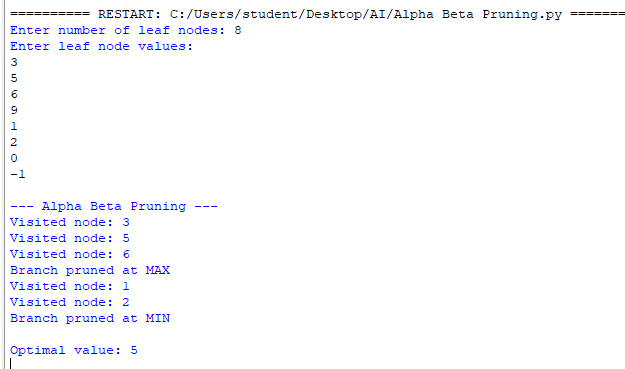 ========== RESTART: C:/Users/student/Desktop/AI/Alpha Beta Pruning.py =======
Enter number of leaf nodes: 8
Enter leaf node values:
3
5
6
9
1
2
0
-1
--- Alpha Beta Pruning ---
Visited node: 3
Visited node: 5
Visited node: 6
Branch pruned at MAX
Visited node: 1
Visited node: 2
Branch pruned at MIN
Optimal value: 5